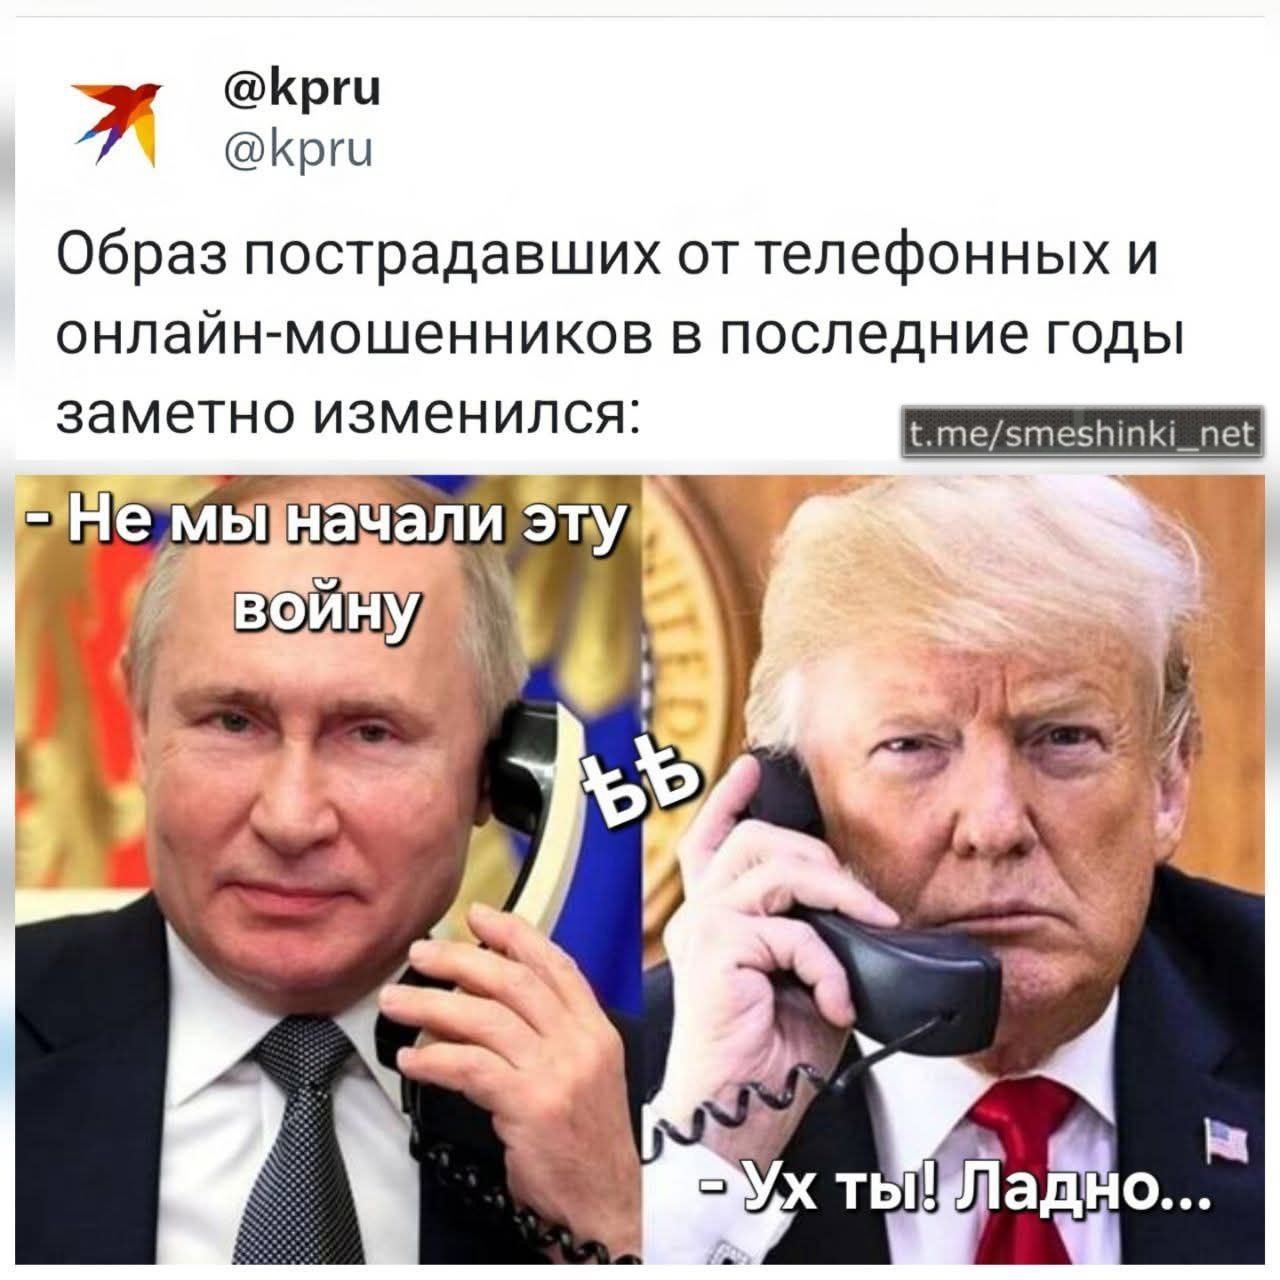 @kpru
@kpru
Образ пострадавших от телефонных и
онлайн-мошенников в последние годы
заметно изменился:
t.me/smeshinki_net
- Не мы начали эту
войну
ѣѣ
- Ух ты! Ладно...